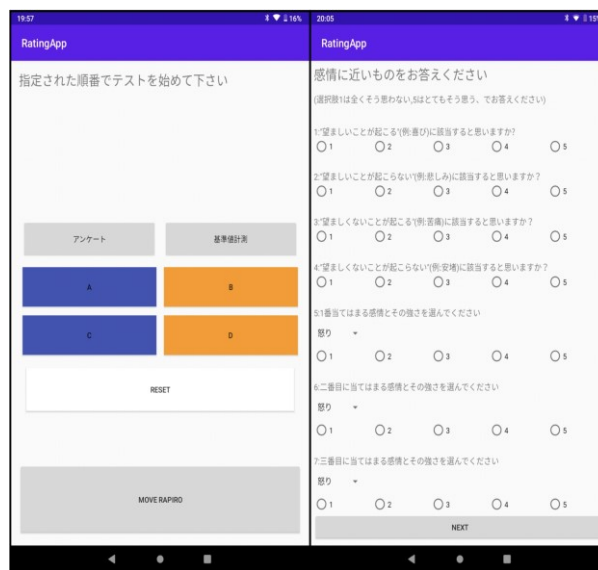 19:57
16%
RatingApp
指定された順番でテストを始めて下さい
アンケート
基準値計測
A
B
C
D
RESET
MOVE RAPIRO
20:05
15%
RatingApp
感情に近いものをお答えください
(選択肢1は全くそう思わない,5はとてもそう思う、でお答えください)
1:"望ましいことが起こる"(例:喜び)に該当すると思いますか?
1 2 3 4 5
2:"望ましいことが起こらない"(例:悲しみ)に該当すると思いますか?
1 2 3 4 5
3:"望ましくないことが起こる"(例:苦痛)に該当すると思いますか?
1 2 3 4 5
4:"望ましくないことが起こらない"(例:安堵)に該当すると思いますか?
1 2 3 4 5
5:1番当てはまる感情とその強さを選んでください
怒り
1 2 3 4 5
6:二番目に当てはまる感情とその強さを選んでください
怒り
1 2 3 4 5
7:三番目に当てはまる感情とその強さを選んでください
怒り
1 2 3 4 5
NEXT